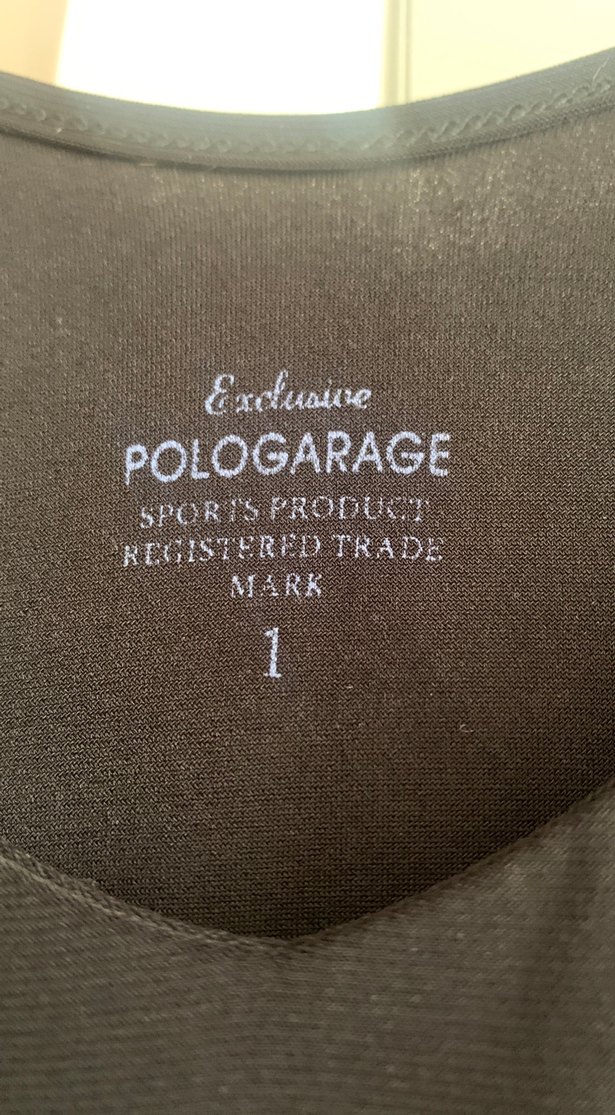 Exclusive
POLOGARAGE
SPORTS PRODUCT
REGISTERED TRADE
MARK
1